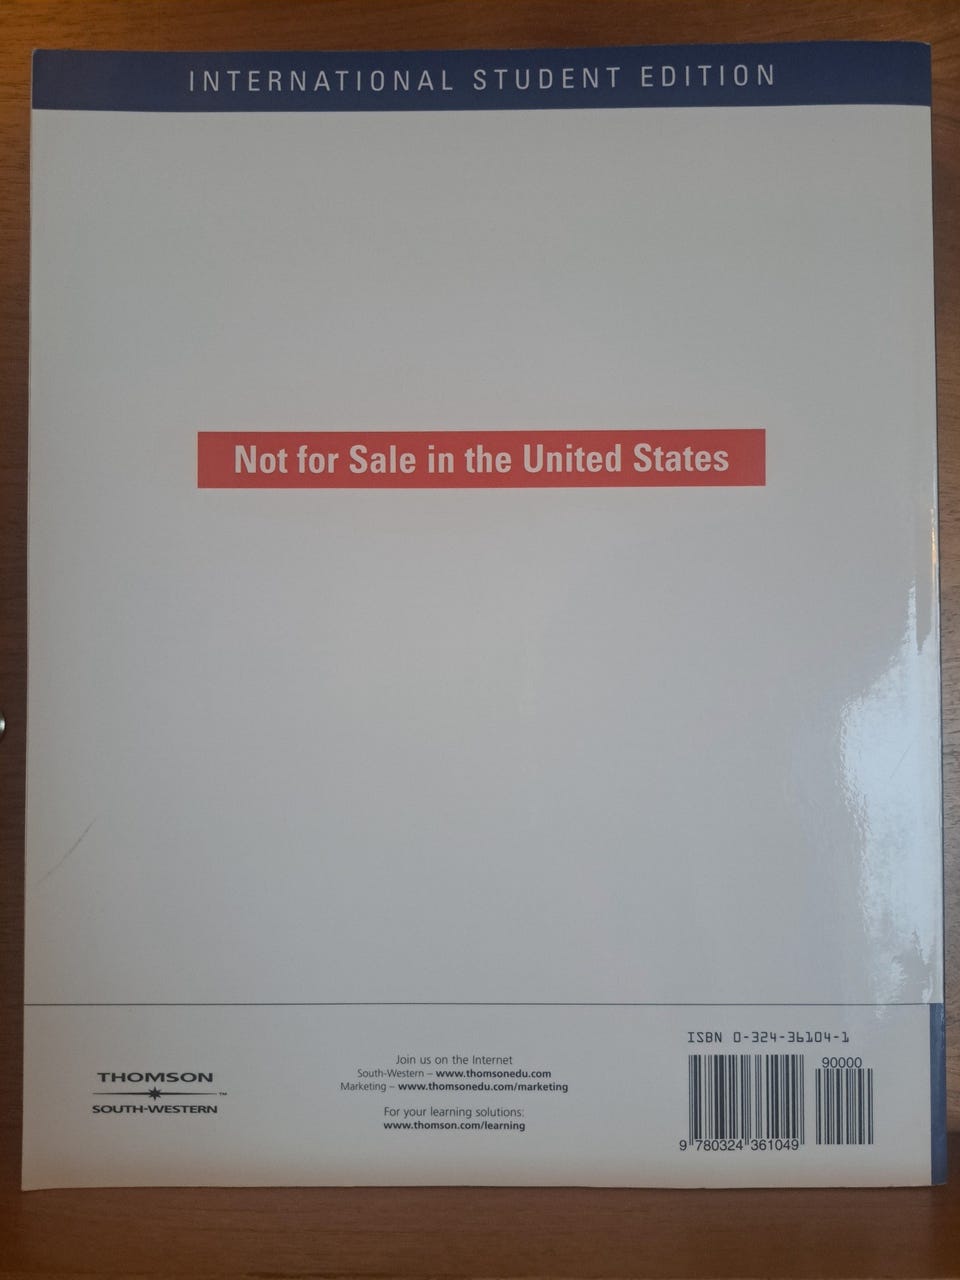 INTERNATIONAL STUDENT EDITION
Not for Sale in the United States
THOMSON
™
SOUTH-WESTERN
Join us on the Internet
South-Western – www.thomsonedu.com
Marketing – www.thomsonedu.com/marketing
For your learning solutions:
www.thomson.com/learning
ISBN 0-324-36104-1
90000
9 780324 361049